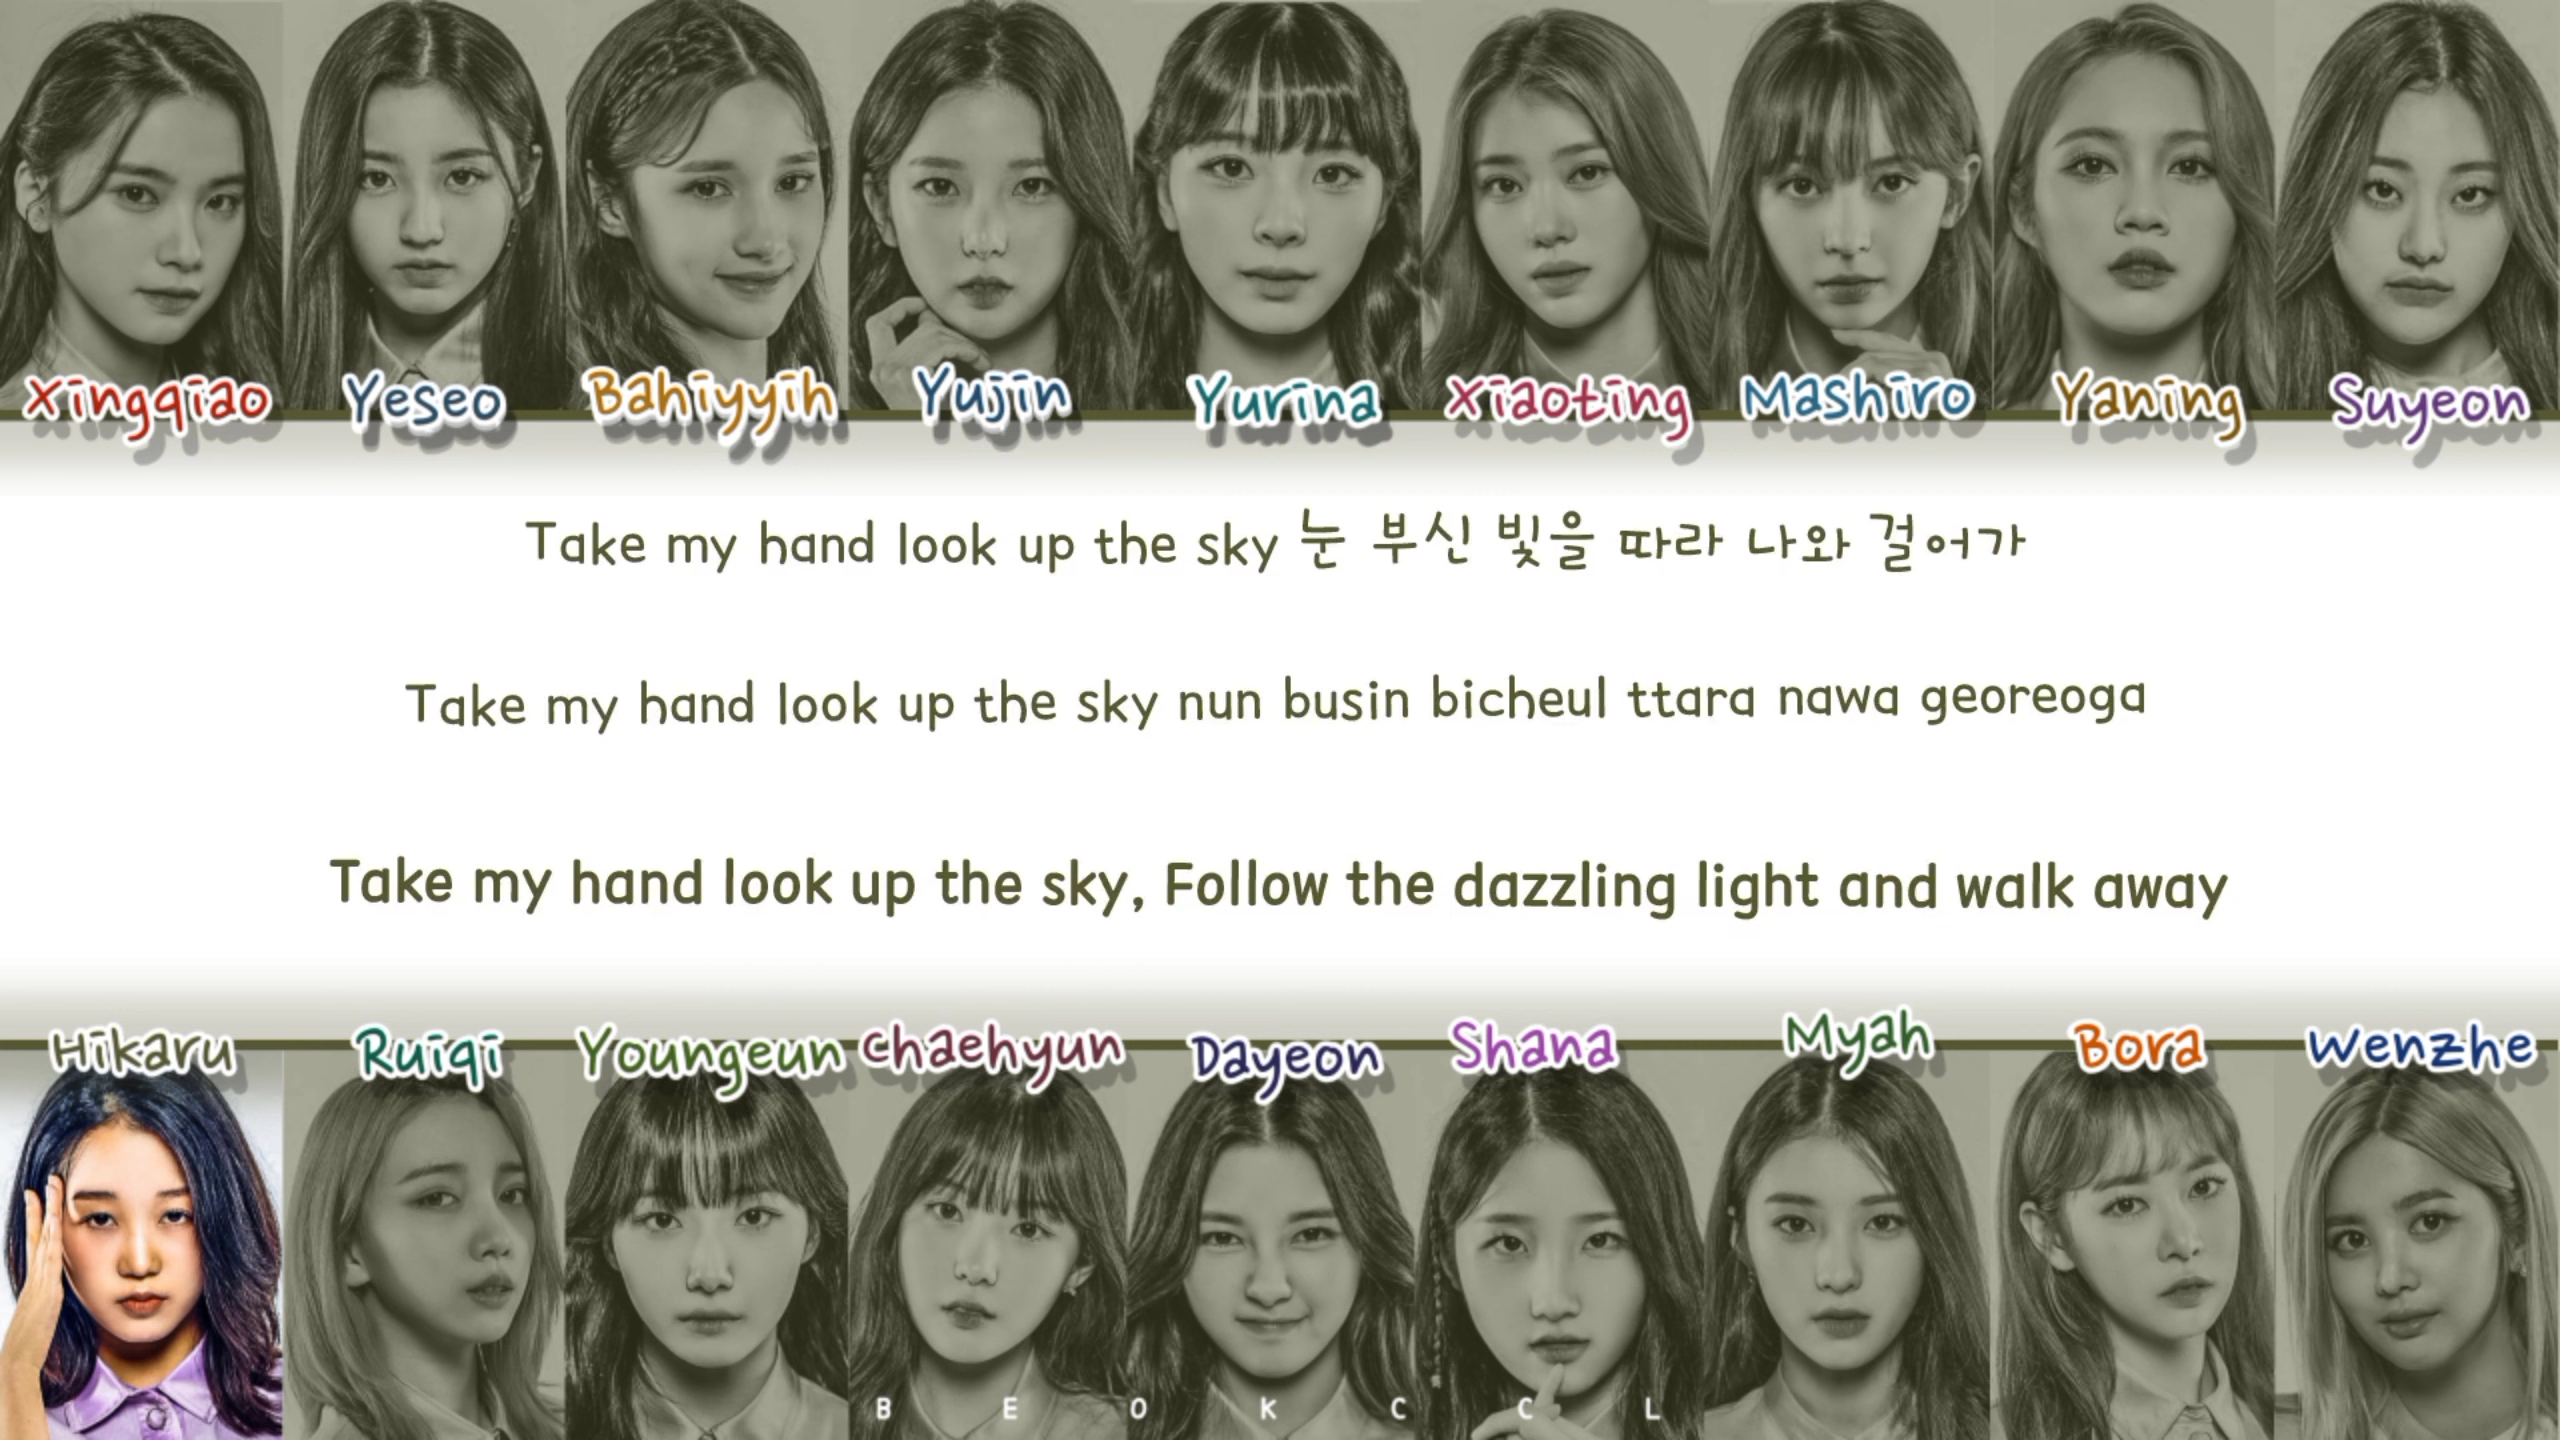 Xingqiao Yeseo Bahiyyih Yujin Yurina Xiaoting Mashiro Yaning Suyeon
Take my hand look up the sky 눈 부신 빛을 따라 나와 걸어가
Take my hand look up the sky nun busin bicheul ttara nawa georeoga
Take my hand look up the sky, Follow the dazzling light and walk away
Hikaru Ruiqi Youngeun chaehyun Dayeon Shana Myah Bora Wenzhe
B E O K C C L